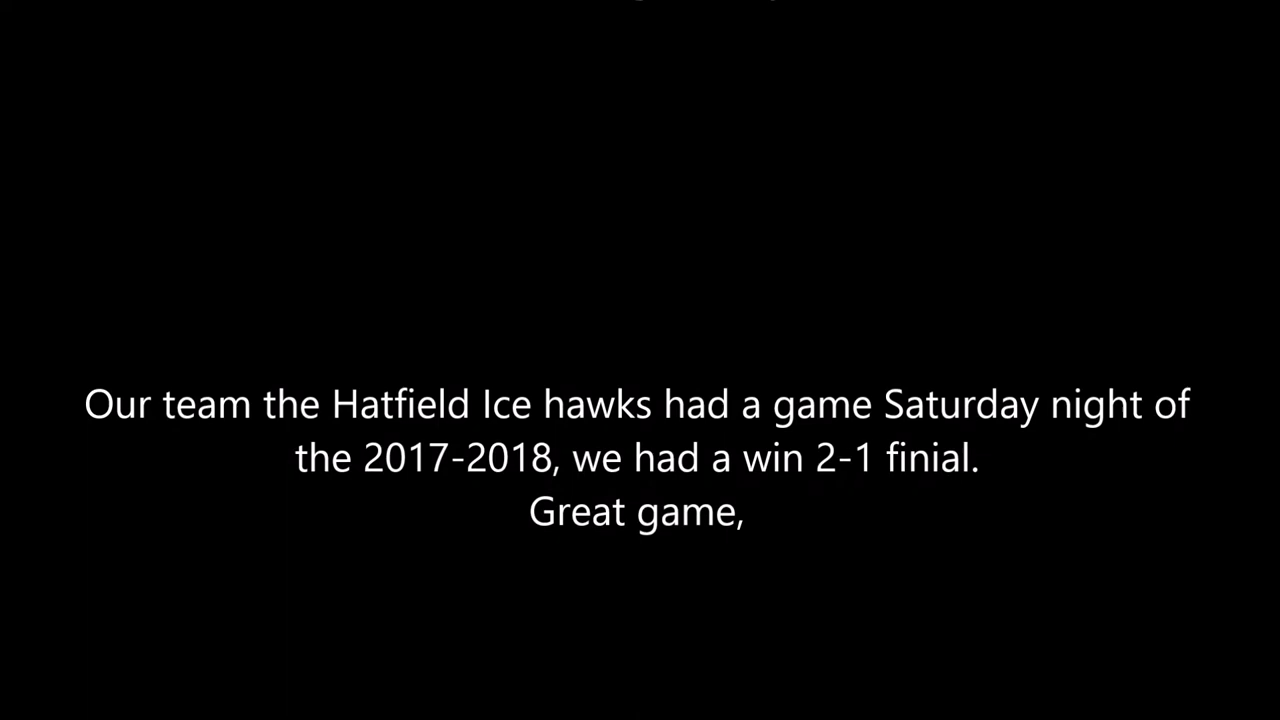 Our team the Hatfield Ice hawks had a game Saturday night of
the 2017-2018, we had a win 2-1 finial.
Great game,